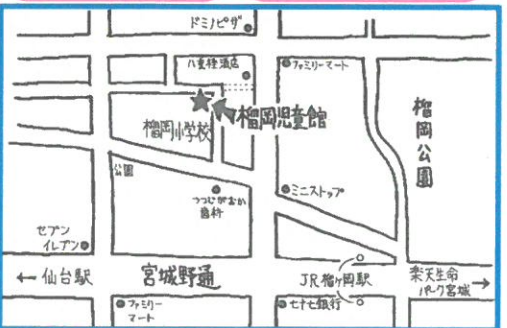 ドミノピザ
八重桜酒店
ファミリーマート
榴岡児童館
榴岡小学校
榴岡公園
公園
つつじがおか
歯科
ミニストップ
セブン
イレブン
← 仙台駅
宮城野通
JR榴ヶ岡駅
楽天生命
パーク宮城 →
ファミリー
マート
七十七銀行